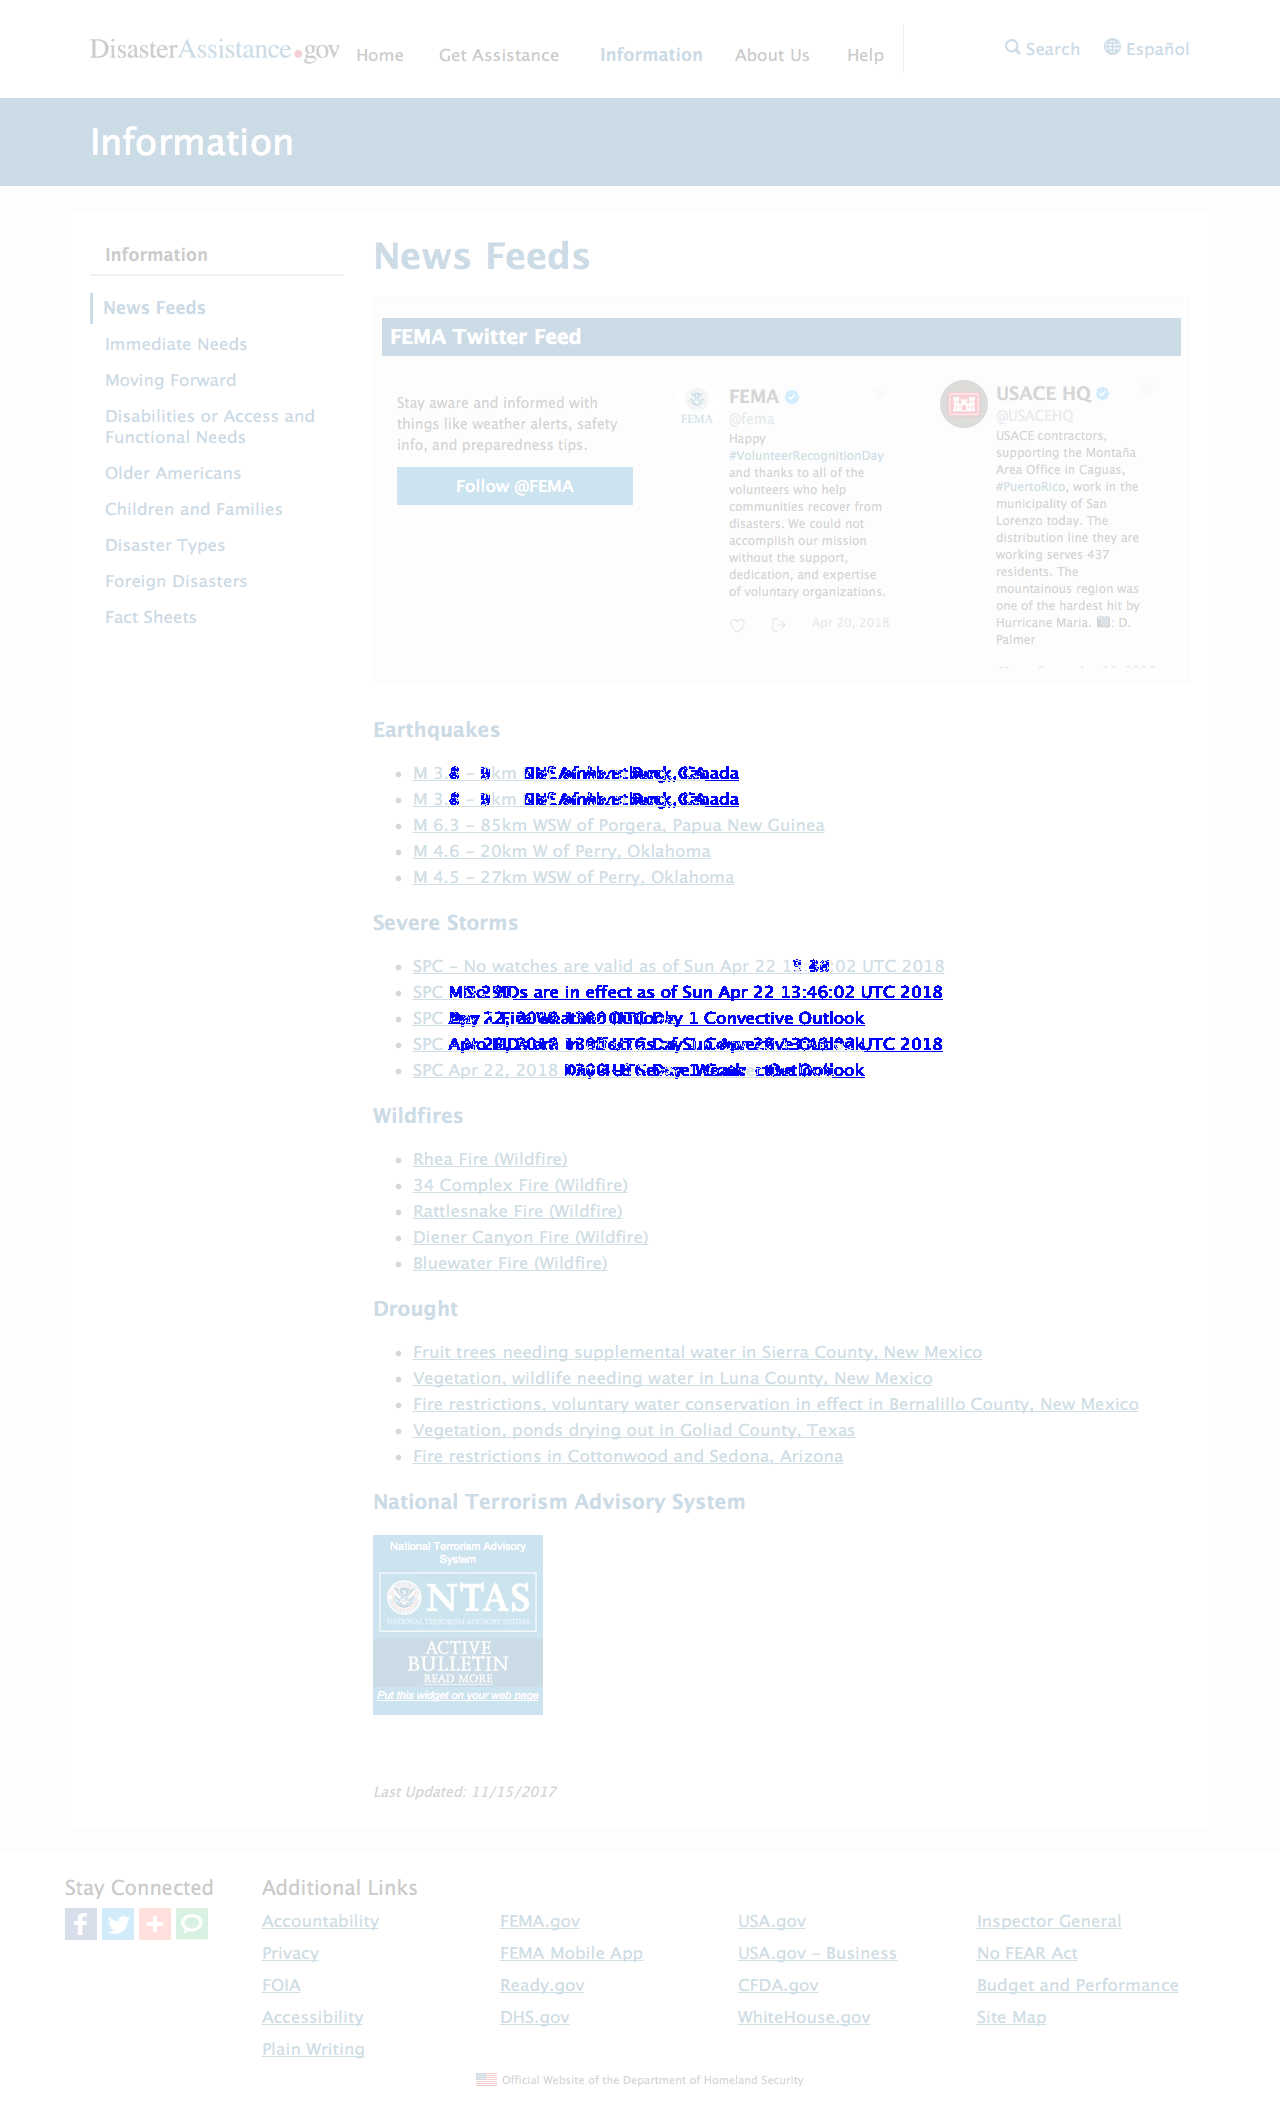 DisasterAssistance.gov Home Get Assistance Information About Us Help Search Español
Information
Information
News Feeds
Immediate Needs
Moving Forward
Disabilities or Access and
Functional Needs
Older Americans
Children and Families
Disaster Types
Foreign Disasters
Fact Sheets
News Feeds
FEMA Twitter Feed
Stay aware and informed with
things like weather alerts, safety
info, and preparedness tips.
Follow @FEMA
FEMA
FEMA
@fema
Happy
#VolunteerRecognitionDay
and thanks to all of the
volunteers who help
communities recover from
disasters. We could not
accomplish our mission
without the support,
dedication, and expertise
of voluntary organizations.
Apr 20, 2018
USACE HQ
@USACEHQ
USACE contractors,
supporting the Montaña
Area Office in Caguas,
#PuertoRico, work in the
municipality of San
Lorenzo today. The
distribution line they are
working serves 437
residents. The
mountainous region was
one of the hardest hit by
Hurricane Maria. : D.
Palmer
Earthquakes
M
M
M 6.3 – 85km WSW of Porgera, Papua New Guinea
M 4.6 – 20km W of Perry, Oklahoma
M 4.5 – 27km WSW of Perry, Oklahoma
Severe Storms
SPC – No watches are valid as of Sun Apr 22 UTC 2018
SPC are in effect as of Sun Apr 22 13:46:02 UTC 2018
SPC 1 Convective Outlook
SPC UTC 2018
SPC Apr 22, 2018
Wildfires
Rhea Fire (Wildfire)
34 Complex Fire (Wildfire)
Rattlesnake Fire (Wildfire)
Diener Canyon Fire (Wildfire)
Bluewater Fire (Wildfire)
Drought
Fruit trees needing supplemental water in Sierra County, New Mexico
Vegetation, wildlife needing water in Luna County, New Mexico
Fire restrictions, voluntary water conservation in effect in Bernalillo County, New Mexico
Vegetation, ponds drying out in Goliad County, Texas
Fire restrictions in Cottonwood and Sedona, Arizona
National Terrorism Advisory System
National Terrorism Advisory
System
NTAS
NATIONAL TERRORISM ADVISORY SYSTEM
ACTIVE
BULLETIN
READ MORE
Put this widget on your web page
Last Updated: 11/15/2017
Stay Connected
Additional Links
Accountability FEMA.gov USA.gov Inspector General
Privacy FEMA Mobile App USA.gov – Business No FEAR Act
FOIA Ready.gov CFDA.gov Budget and Performance
Accessibility DHS.gov WhiteHouse.gov Site Map
Plain Writing
Official Website of the Department of Homeland Security